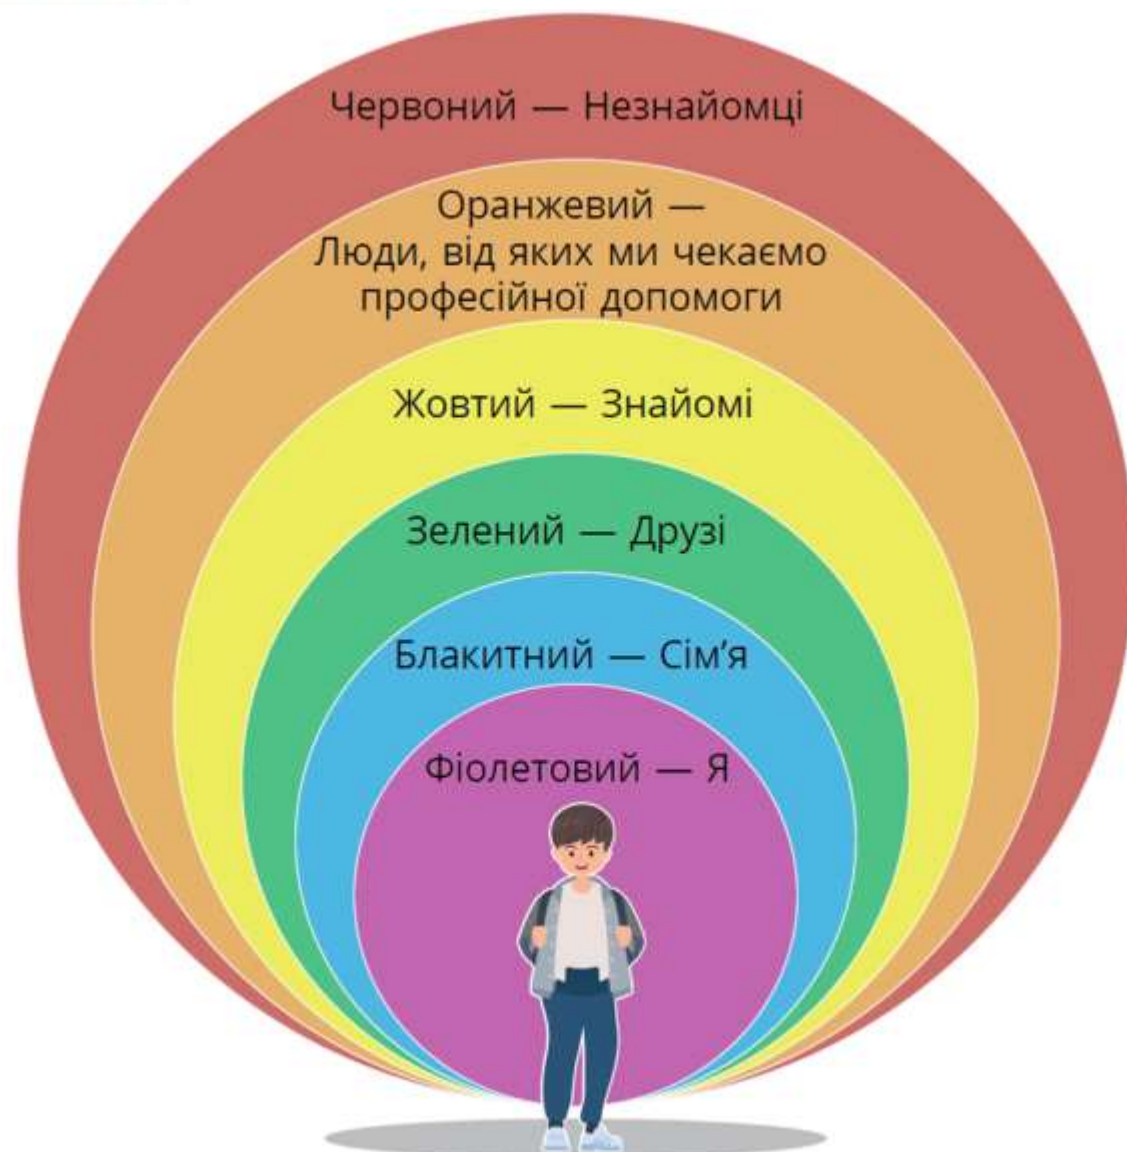 Червоний — Незнайомці
Оранжевий —
Люди, від яких ми чекаємо
професійної допомоги
Жовтий — Знайомі
Зелений — Друзі
Блакитний — Сім’я
Фіолетовий — Я